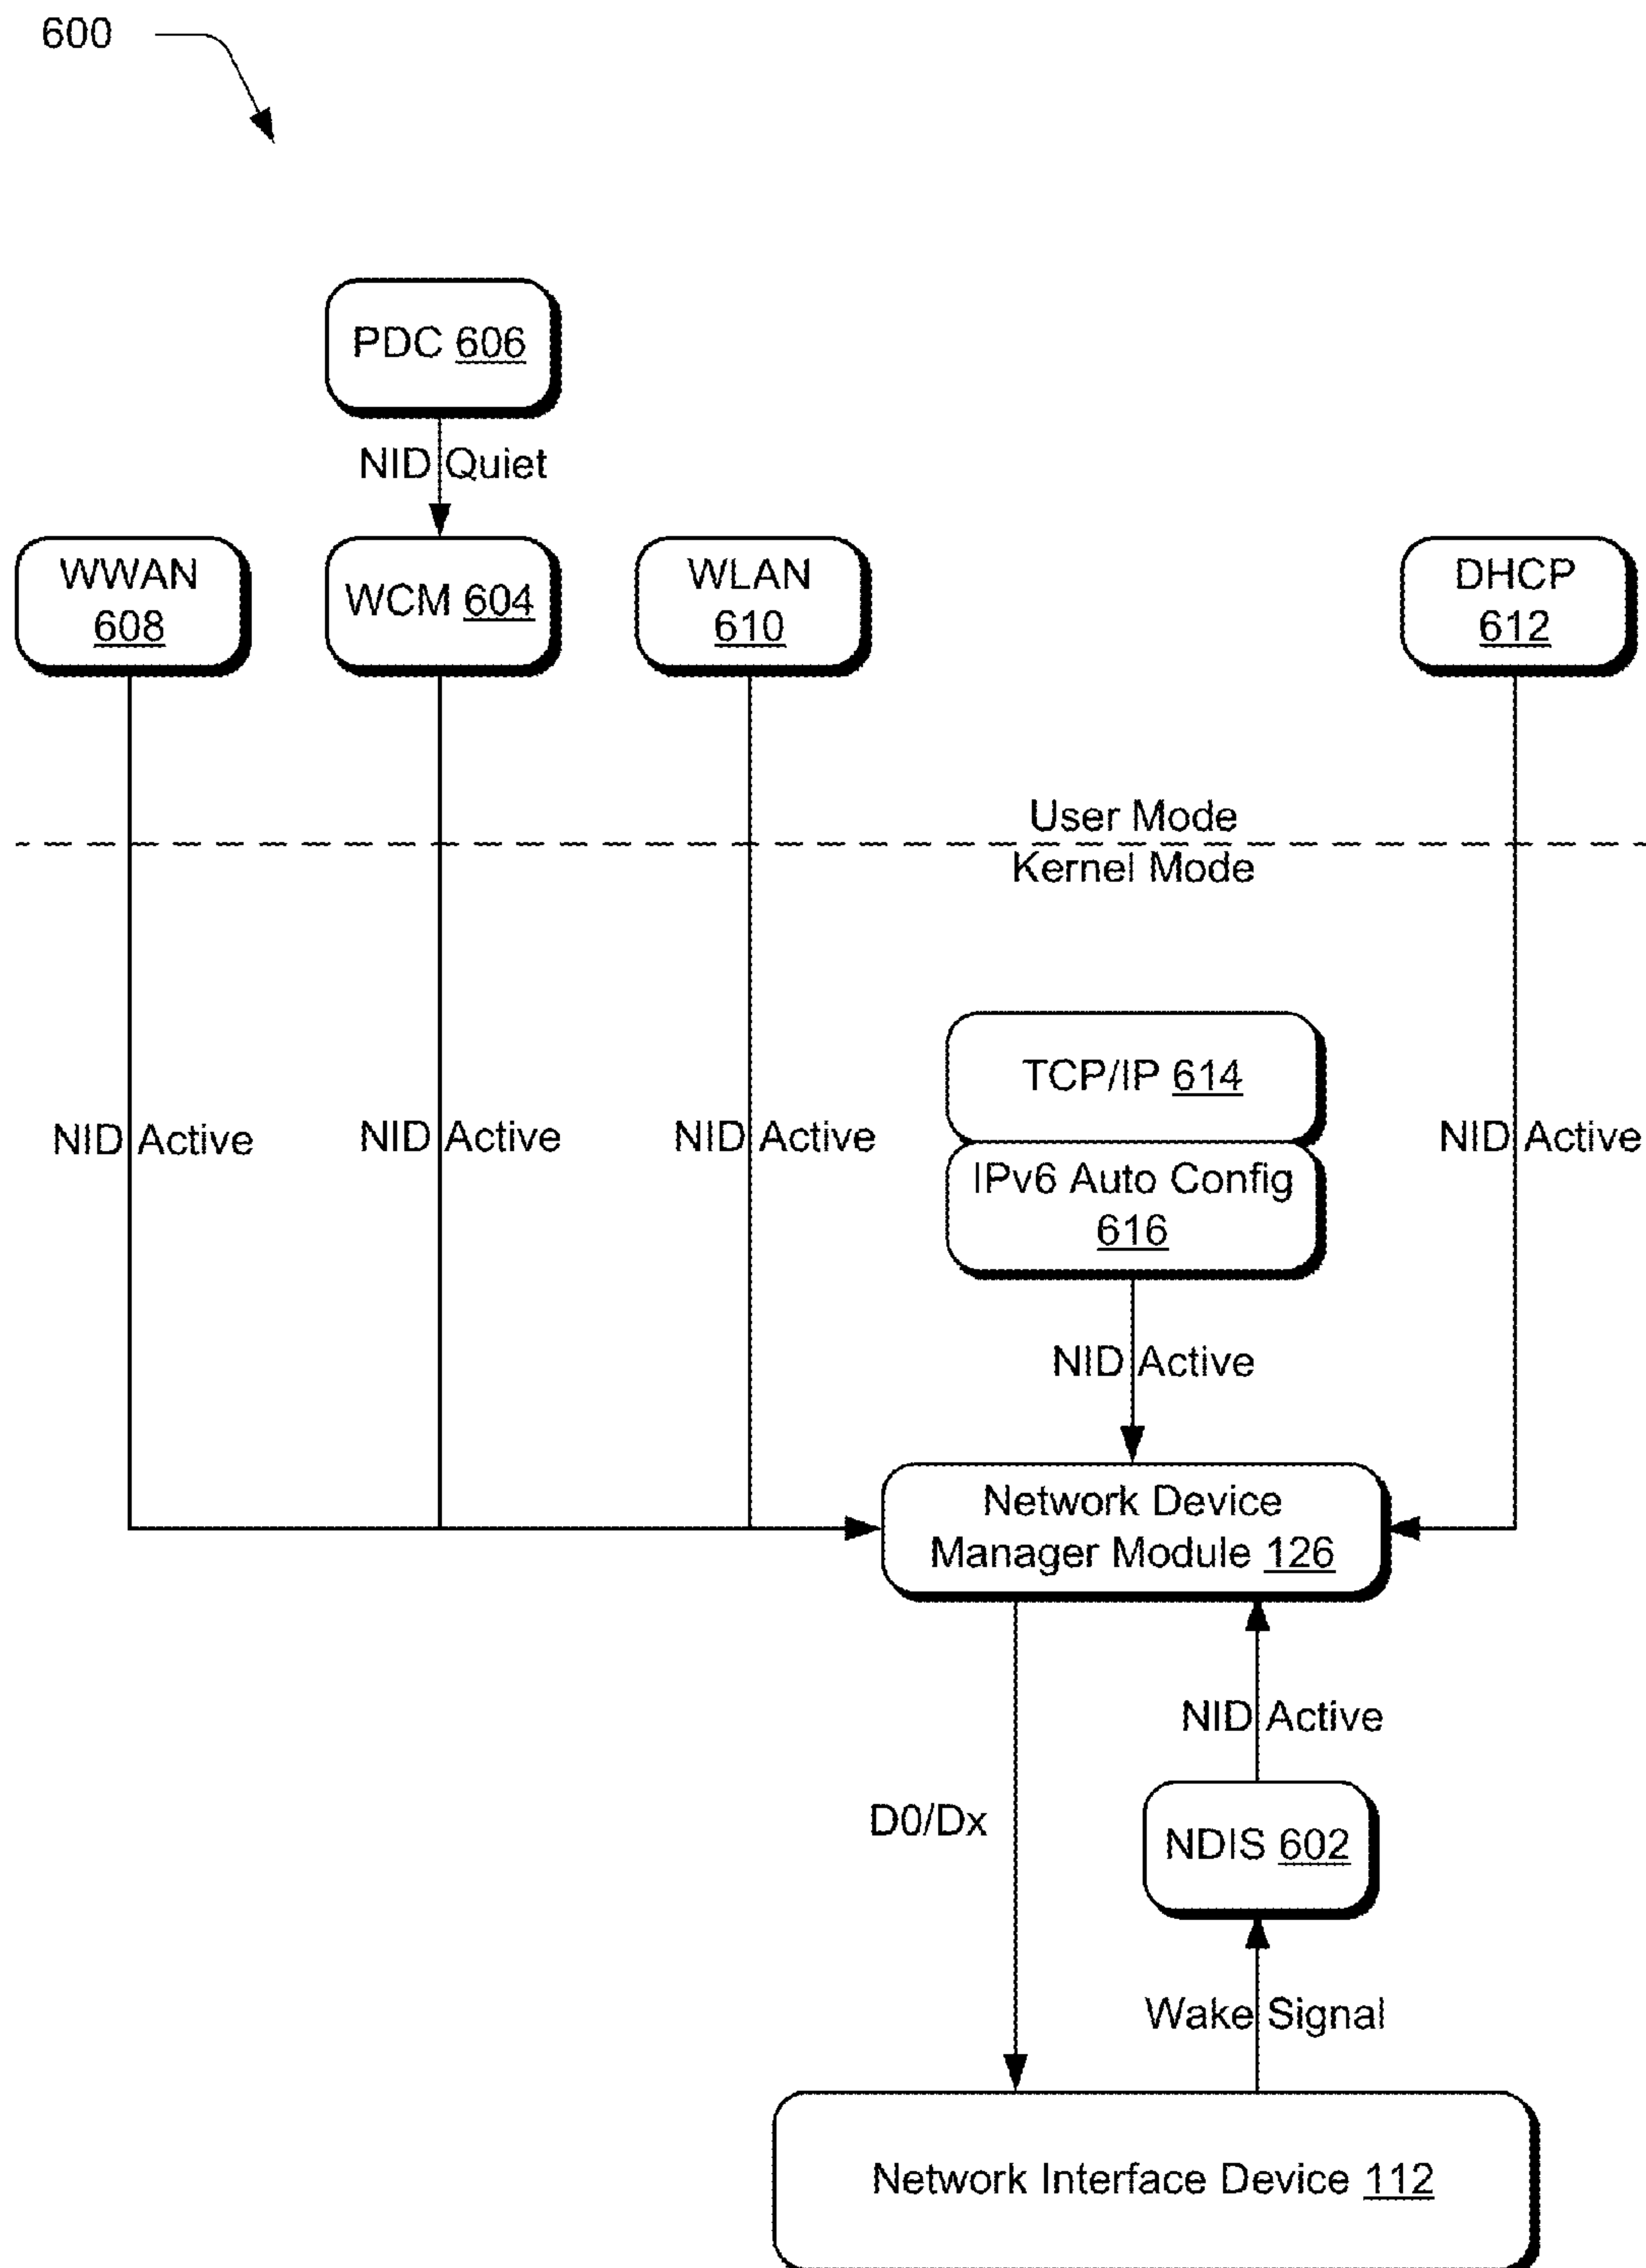 600
PDC 606
NID Quiet
WWAN
608
WCM 604
WLAN
610
DHCP
612
User Mode
Kernel Mode
TCP/IP 614
NID Active
NID Active
NID Active
NID Active
IPv6 Auto Config
616
NID Active
Network Device
Manager Module 126
NID Active
D0/Dx
NDIS 602
Wake Signal
Network Interface Device 112